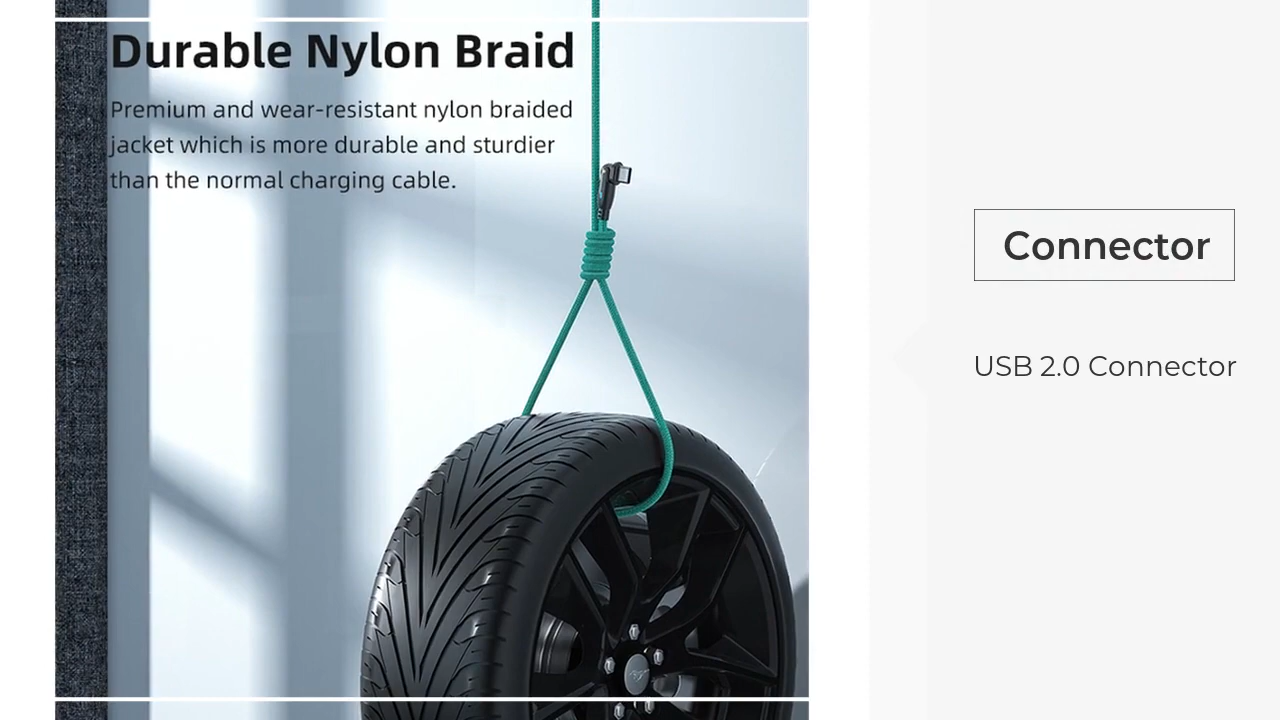 Durable Nylon Braid
Premium and wear-resistant nylon braided
jacket which is more durable and sturdier
than the normal charging cable.
Connector
USB 2.0 Connector